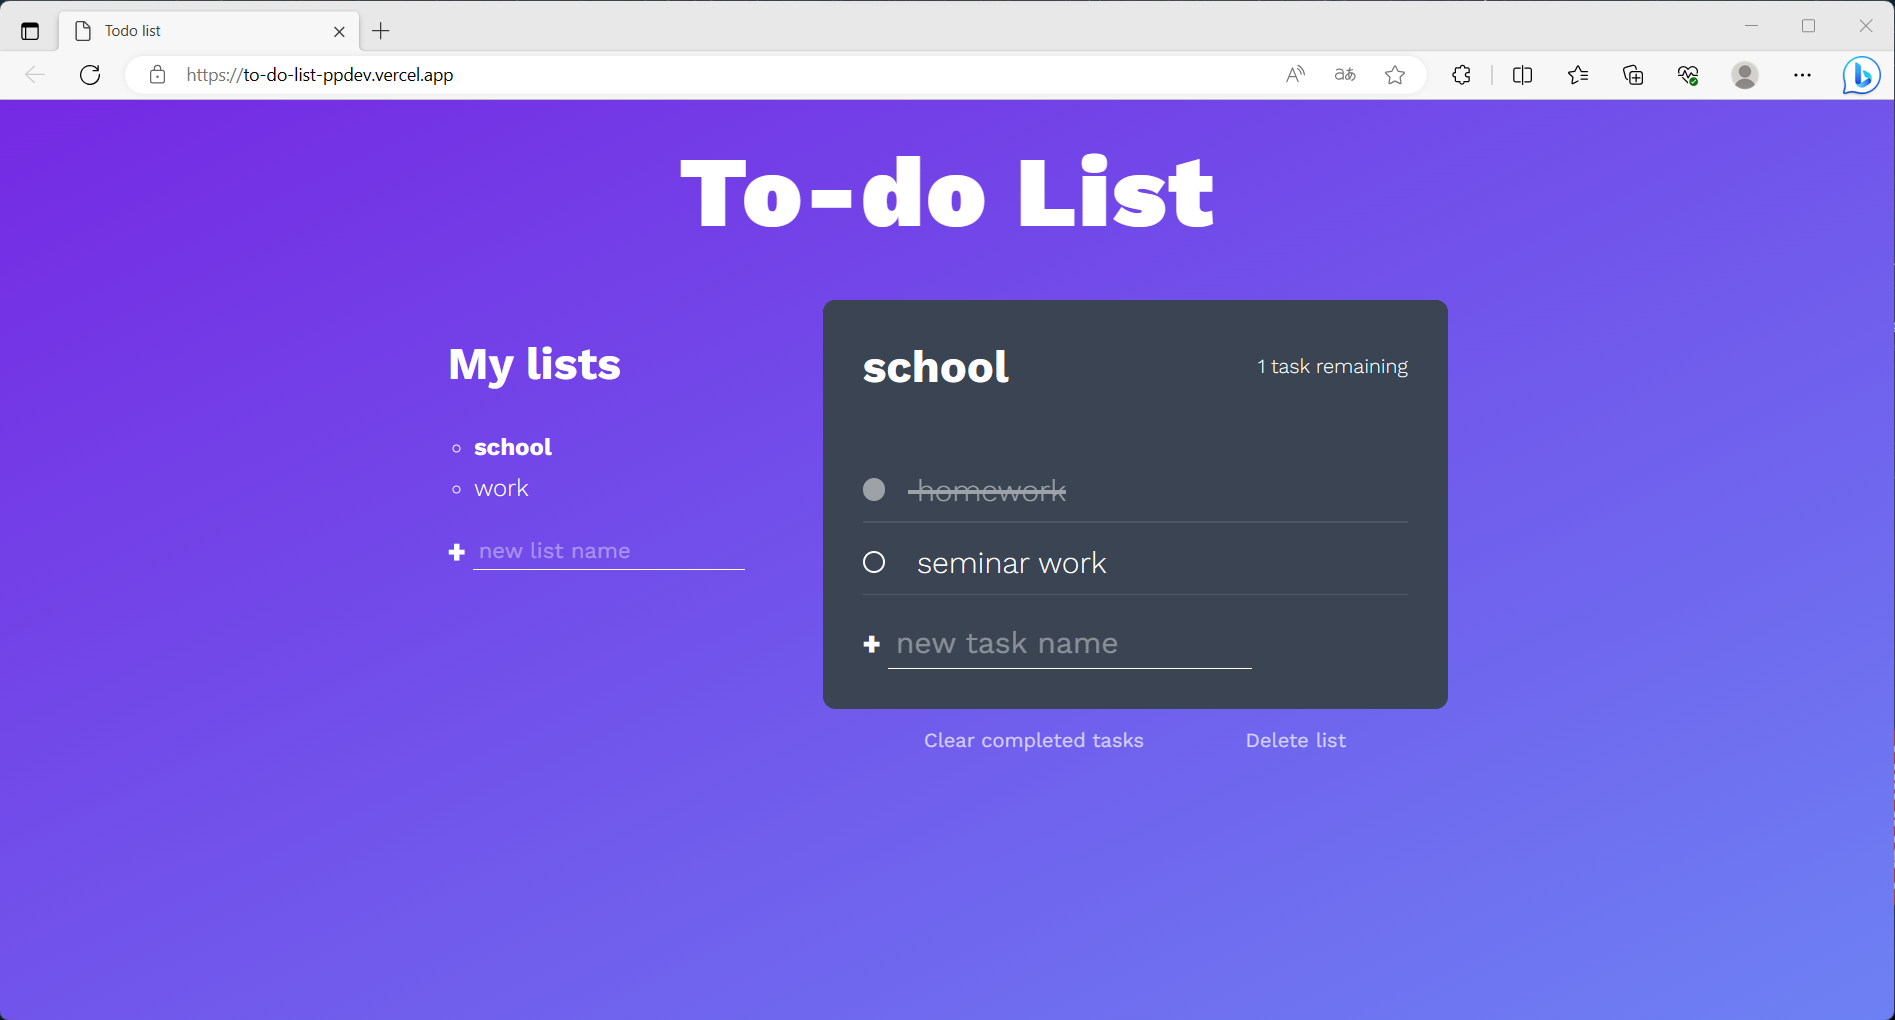 Todo list
https://to-do-list-ppdev.vercel.app
To-do List
My lists
school
work
new list name
school
1 task remaining
homework
seminar work
new task name
Clear completed tasks
Delete list